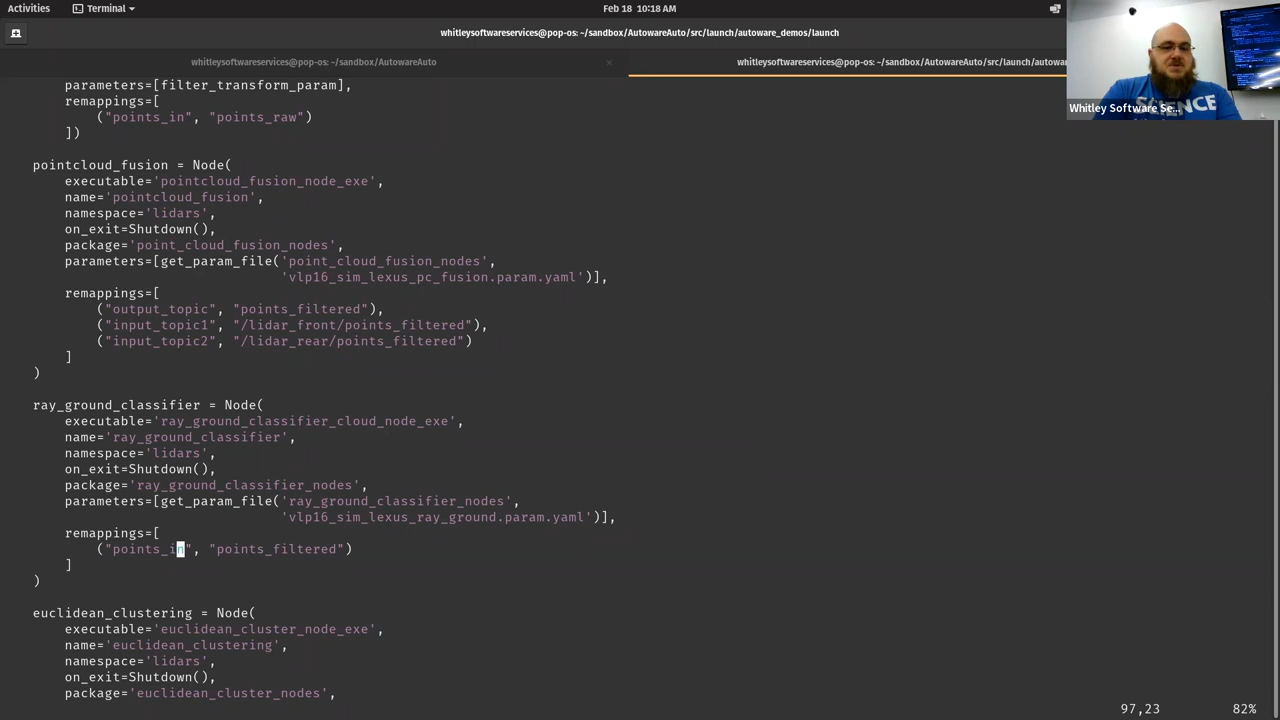 Activities
Terminal
Feb 18 10:18 AM
whitleysoftwareservices@pop-os: ~/sandbox/AutowareAuto/src/launch/autoware_demos/launch
whitleysoftwareservices@pop-os: ~/sandbox/AutowareAuto
×
whitleysoftwareservices@pop-os: ~/sandbox/AutowareAuto/src/launch/autowar
SCIENCE
Whitley Software Se...
parameters=[filter_transform_param],
remappings=[
("points_in", "points_raw")
])
pointcloud_fusion = Node(
executable='pointcloud_fusion_node_exe',
name='pointcloud_fusion',
namespace='lidars',
on_exit=Shutdown(),
package='point_cloud_fusion_nodes',
parameters=[get_param_file('point_cloud_fusion_nodes',
'vlp16_sim_lexus_pc_fusion.param.yaml')],
remappings=[
("output_topic", "points_filtered"),
("input_topic1", "/lidar_front/points_filtered"),
("input_topic2", "/lidar_rear/points_filtered")
]
)
ray_ground_classifier = Node(
executable='ray_ground_classifier_cloud_node_exe',
name='ray_ground_classifier',
namespace='lidars',
on_exit=Shutdown(),
package='ray_ground_classifier_nodes',
parameters=[get_param_file('ray_ground_classifier_nodes',
'vlp16_sim_lexus_ray_ground.param.yaml')],
remappings=[
("points_in", "points_filtered")
]
)
euclidean_clustering = Node(
executable='euclidean_cluster_node_exe',
name='euclidean_clustering',
namespace='lidars',
on_exit=Shutdown(),
package='euclidean_cluster_nodes',
97,23
82%